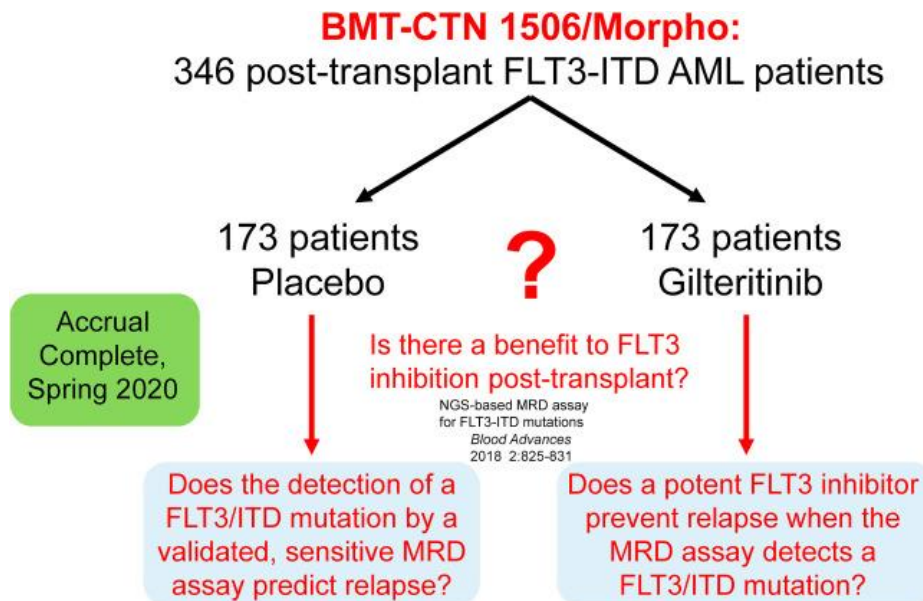 BMT-CTN 1506/Morpho:
346 post-transplant FLT3-ITD AML patients
173 patients
Placebo
?
173 patients
Gilteritinib
Accrual
Complete,
Spring 2020
Is there a benefit to FLT3
inhibition post-transplant?
NGS-based MRD assay
for FLT3-ITD mutations
Blood Advances
2018 2:825-831
Does the detection of a
FLT3/ITD mutation by a
validated, sensitive MRD
assay predict relapse?
Does a potent FLT3 inhibitor
prevent relapse when the
MRD assay detects a
FLT3/ITD mutation?